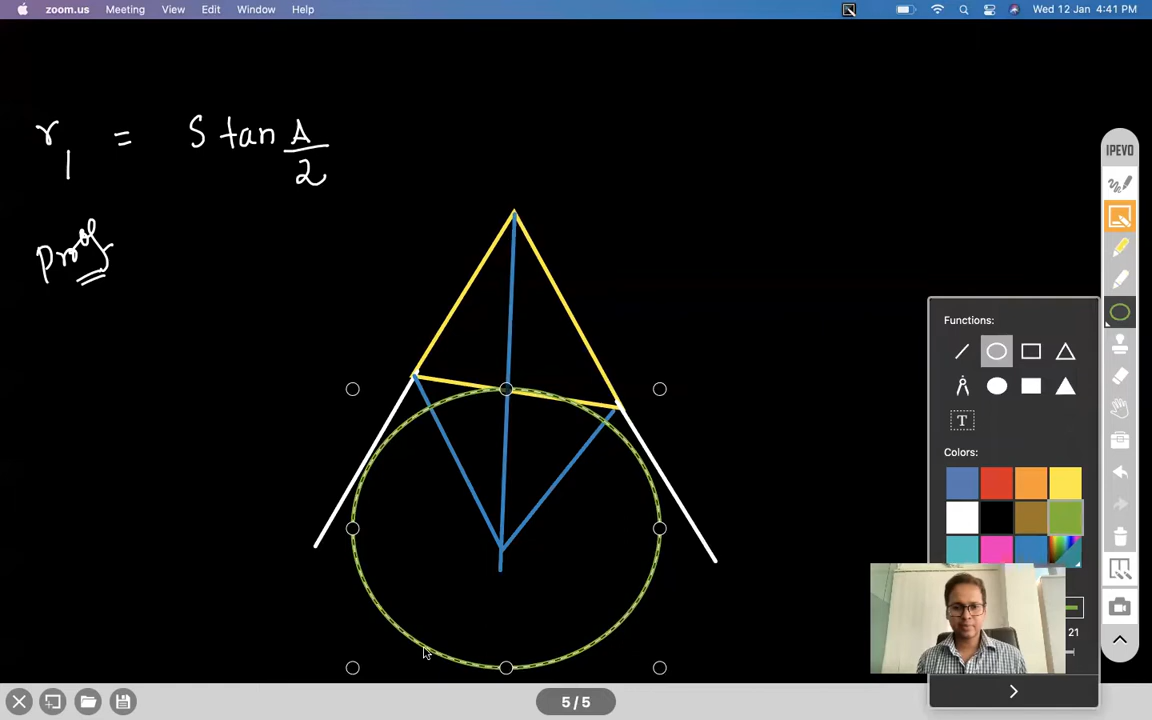 zoom.us Meeting View Edit Window Help Wed 12 Jan 4:41 PM
r₁ = S tan A/2
Proof
IPEVO
Functions:
T
Colors:
21
5 / 5